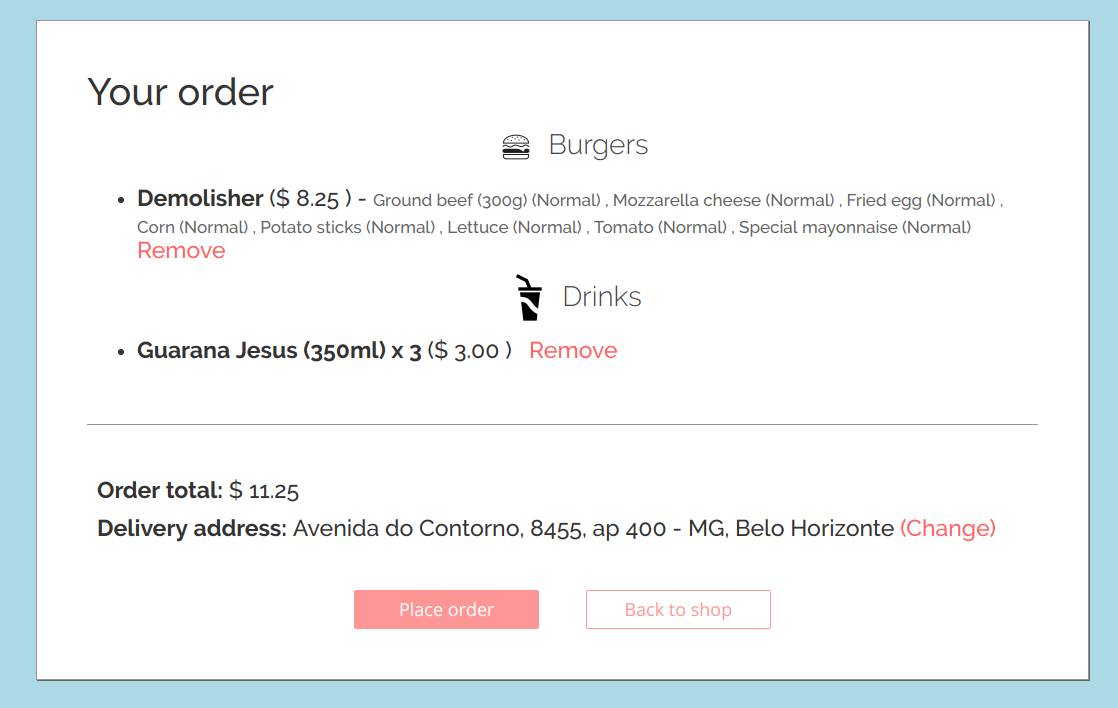 Your order
Burgers
• Demolisher ($ 8.25 ) - Ground beef (300g) (Normal) , Mozzarella cheese (Normal) , Fried egg (Normal) ,
Corn (Normal) , Potato sticks (Normal) , Lettuce (Normal) , Tomato (Normal) , Special mayonnaise (Normal)
Remove
Drinks
• Guarana Jesus (350ml) x 3 ($ 3.00 ) Remove
Order total: $ 11.25
Delivery address: Avenida do Contorno, 8455, ap 400 - MG, Belo Horizonte (Change)
Place order Back to shop